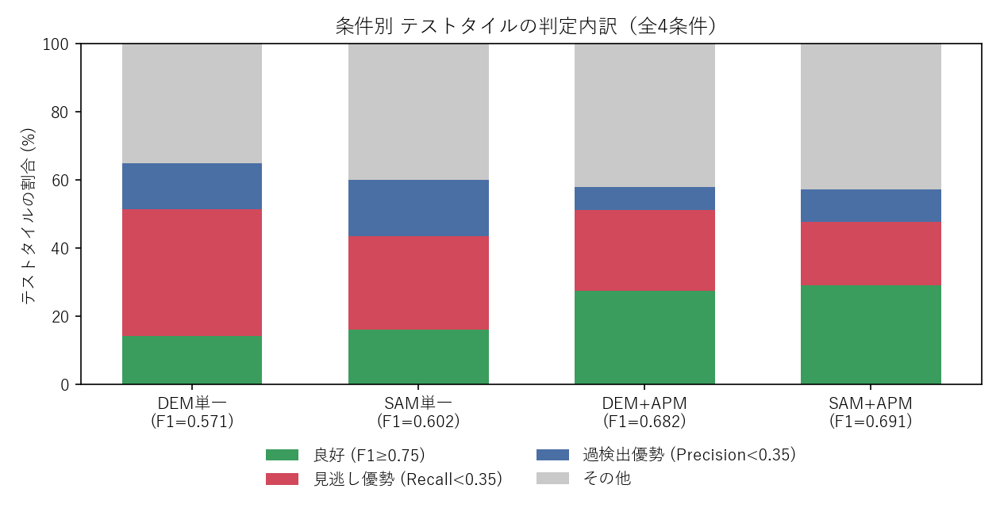 条件別 テストタイルの判定内訳（全4条件）
テストタイルの割合 (%)
100
80
60
40
20
0
DEM単一
(F1=0.571)
SAM単一
(F1=0.602)
DEM+APM
(F1=0.682)
SAM+APM
(F1=0.691)
良好 (F1≥0.75)
見逃し優勢 (Recall<0.35)
過検出優勢 (Precision<0.35)
その他